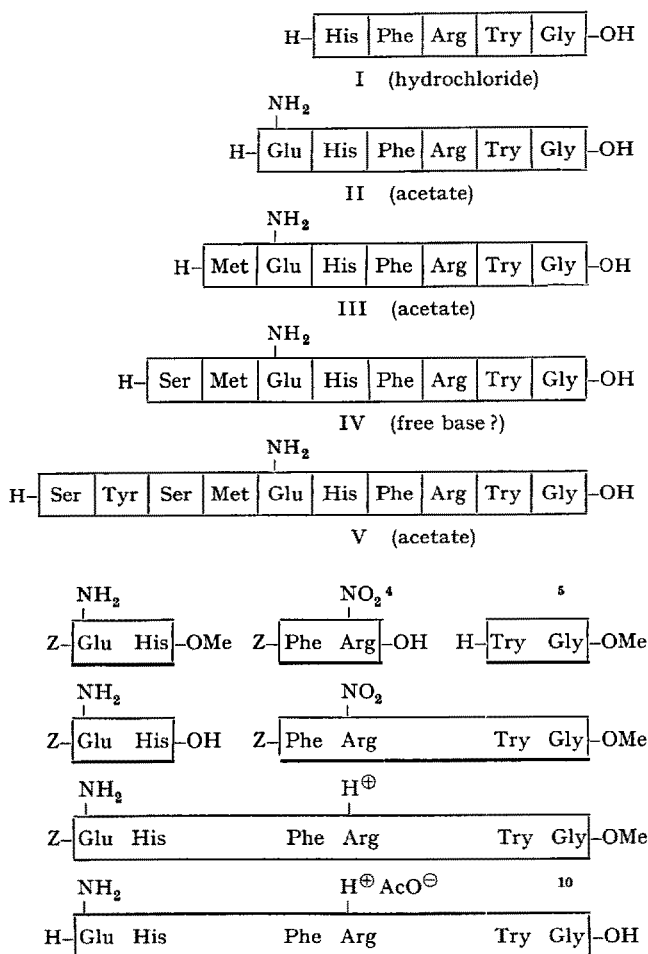 H- His Phe Arg Try Gly -OH
I (hydrochloride)
NH2
H- Glu His Phe Arg Try Gly -OH
II (acetate)
NH2
H- Met Glu His Phe Arg Try Gly -OH
III (acetate)
NH2
H- Ser Met Glu His Phe Arg Try Gly -OH
IV (free base?)
NH2
H- Ser Tyr Ser Met Glu His Phe Arg Try Gly -OH
V (acetate)
NH2 NO2 4 5
Z- Glu His -OMe Z- Phe Arg -OH H- Try Gly -OMe
NH2 NO2
Z- Glu His -OH Z- Phe Arg Try Gly -OMe
NH2 H⊕
Z- Glu His Phe Arg Try Gly -OMe
NH2 H⊕ AcO⊖ 10
H- Glu His Phe Arg Try Gly -OH